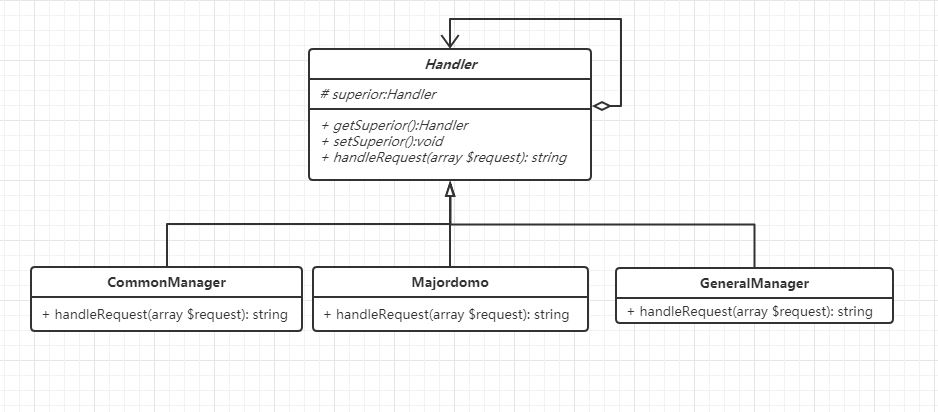 Handler
# superior:Handler
+ getSuperior():Handler
+ setSuperior():void
+ handleRequest(array $request): string
CommonManager
+ handleRequest(array $request): string
Majordomo
+ handleRequest(array $request): string
GeneralManager
+ handleRequest(array $request): string